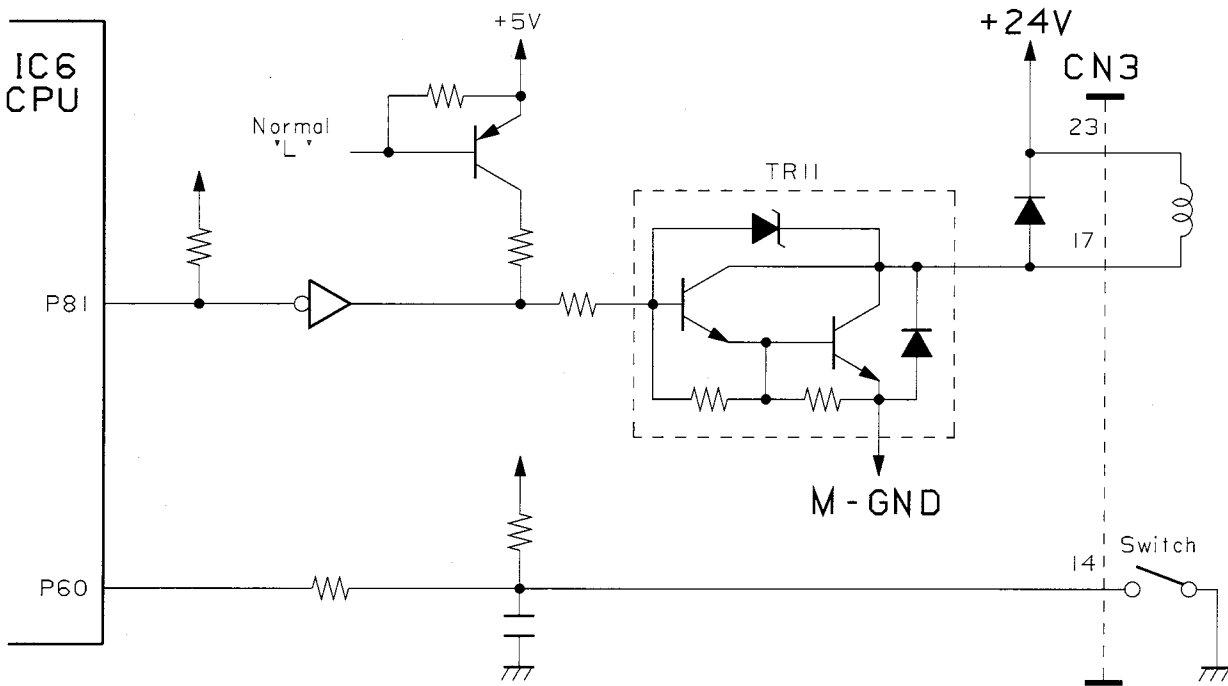 +5V
+24V
IC6
CPU
CN3
Normal
"L"
23
TR11
17
P81
M-GND
Switch
14
P60